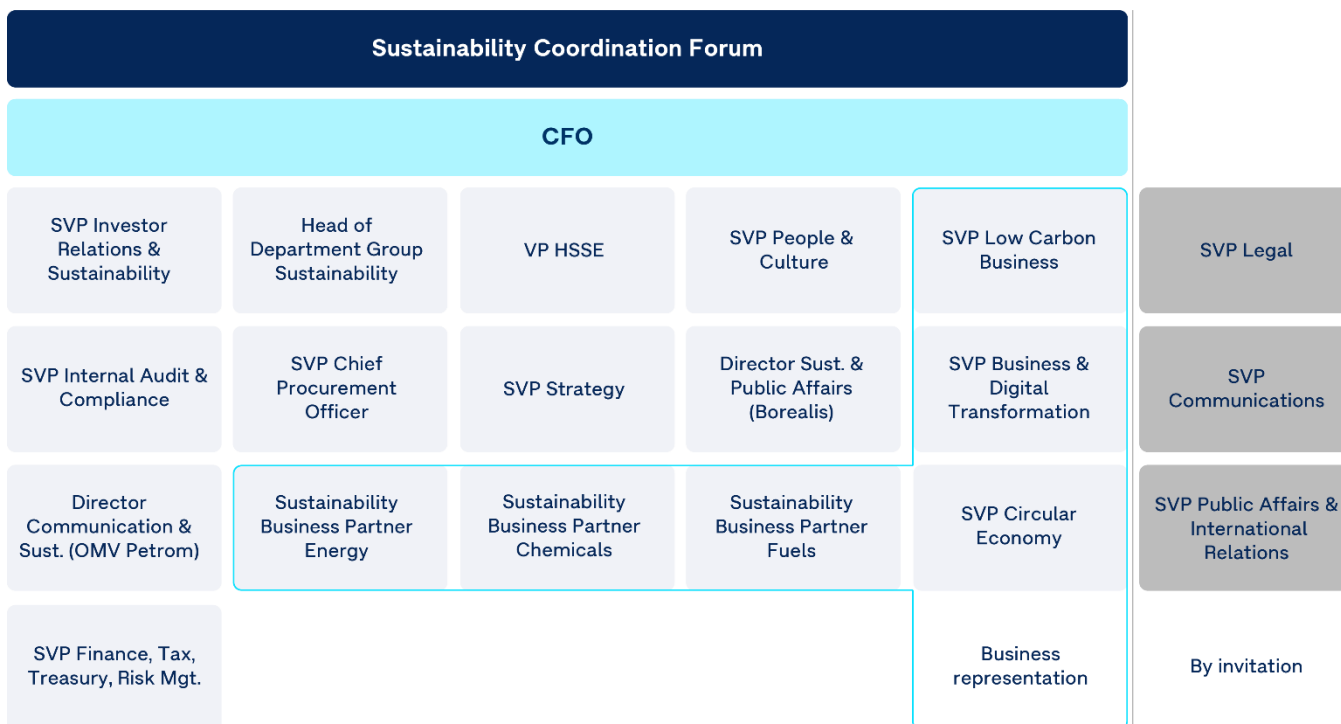 Sustainability Coordination Forum
CFO
SVP Investor
Relations &
Sustainability
Head of
Department Group
Sustainability
VP HSSE
SVP People &
Culture
SVP Low Carbon
Business
SVP Legal
SVP Internal Audit &
Compliance
SVP Chief
Procurement
Officer
SVP Strategy
Director Sust. &
Public Affairs
(Borealis)
SVP Business &
Digital
Transformation
SVP
Communications
Director
Communication &
Sust. (OMV Petrom)
Sustainability
Business Partner
Energy
Sustainability
Business Partner
Chemicals
Sustainability
Business Partner
Fuels
SVP Circular
Economy
SVP Public Affairs &
International
Relations
SVP Finance, Tax,
Treasury, Risk Mgt.
Business
representation
By invitation